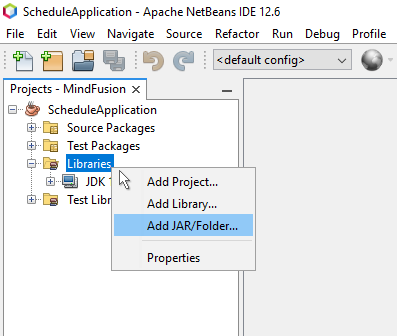 ScheduleApplication - Apache NetBeans IDE 12.6
File Edit View Navigate Source Refactor Run Debug Profile
<default config>
Projects - MindFusion
ScheduleApplication
Source Packages
Test Packages
Libraries
JDK
Test Libr
Add Project...
Add Library...
Add JAR/Folder...
Properties